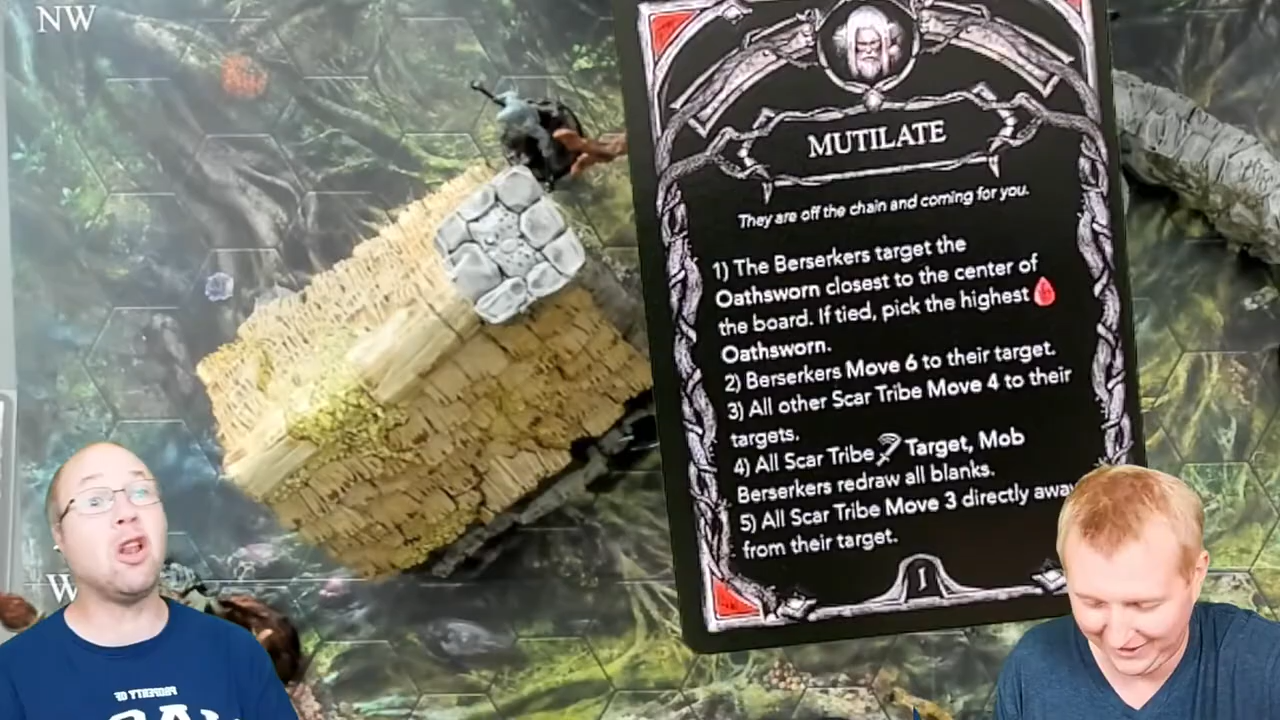 NW
MUTILATE
They are off the chain and coming for you.
1) The Berserkers target the
Oathsworn closest to the center of
the board. If tied, pick the highest
Oathsworn.
2) Berserkers Move 6 to their target.
3) All other Scar Tribe Move 4 to their
targets.
4) All Scar Tribe Target, Mob
Berserkers redraw all blanks.
5) All Scar Tribe Move 3 directly away
from their target.
I
W
PROPERTY OF